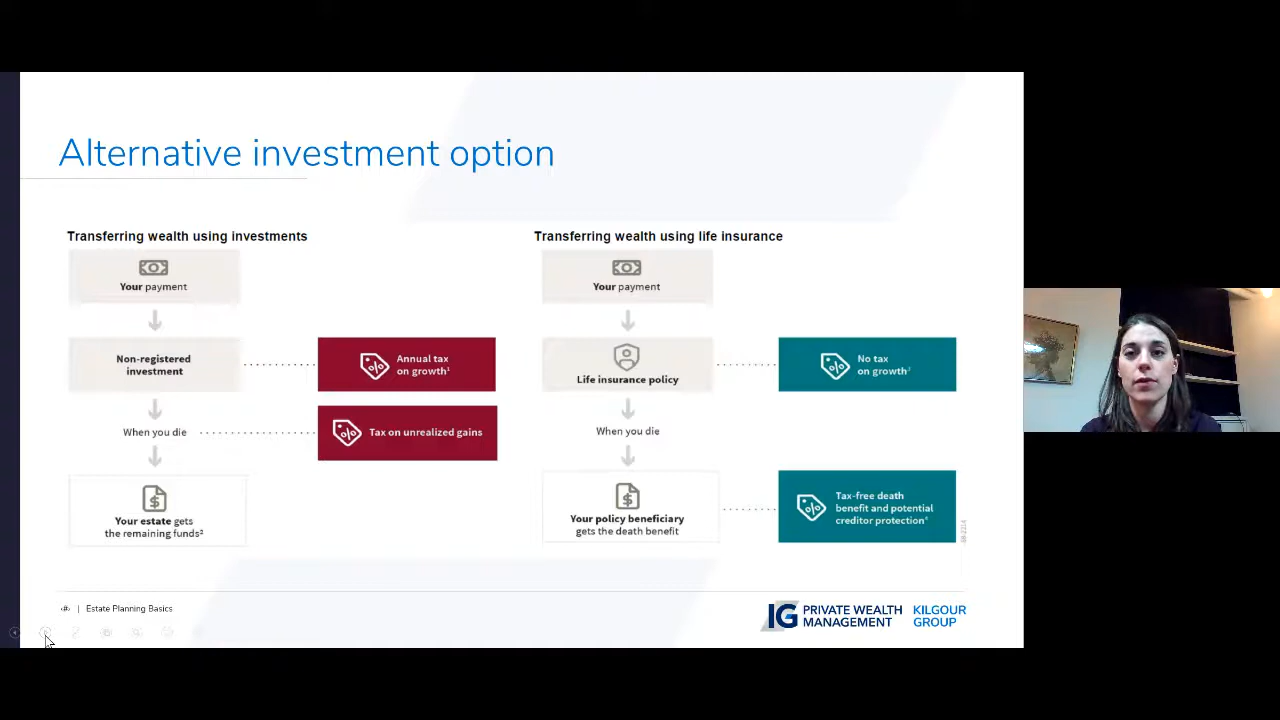 Alternative investment option
Transferring wealth using investments
Your payment
Non-registered
investment
Annual tax
on growth¹
When you die
Tax on unrealized gains
Your estate gets
the remaining funds²
Transferring wealth using life insurance
Your payment
Life insurance policy
No tax
on growth³
When you die
Your policy beneficiary
gets the death benefit
Tax-free death
benefit and potential
creditor protection⁴
| Estate Planning Basics
IG PRIVATE WEALTH
MANAGEMENT
KILGOUR
GROUP